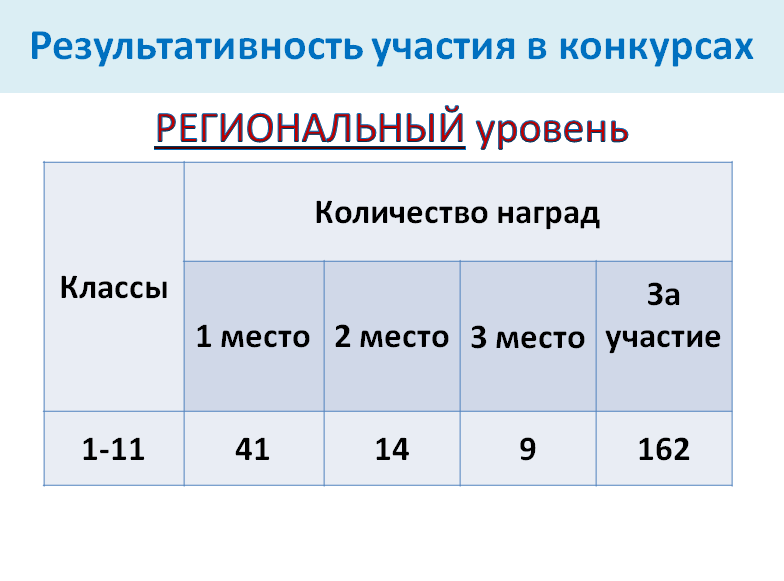 Результативность участия в конкурсах
РЕГИОНАЛЬНЫЙ уровень
Классы
Количество наград
1 место
2 место
3 место
За
участие
1-11
41
14
9
162